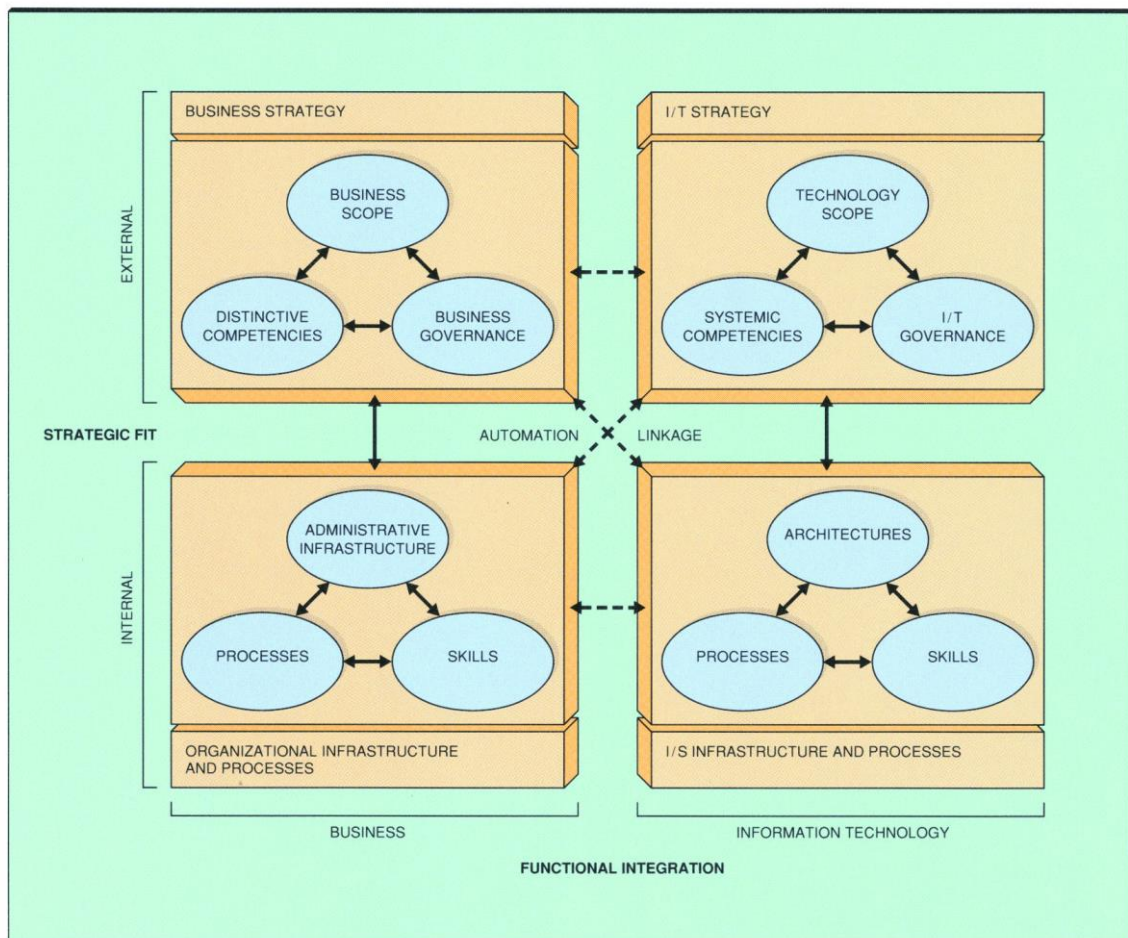 BUSINESS STRATEGY
I/T STRATEGY
BUSINESS
SCOPE
TECHNOLOGY
SCOPE
EXTERNAL
DISTINCTIVE
COMPETENCIES
BUSINESS
GOVERNANCE
SYSTEMIC
COMPETENCIES
I/T
GOVERNANCE
STRATEGIC FIT
AUTOMATION
LINKAGE
ADMINISTRATIVE
INFRASTRUCTURE
ARCHITECTURES
INTERNAL
PROCESSES
SKILLS
PROCESSES
SKILLS
ORGANIZATIONAL INFRASTRUCTURE
AND PROCESSES
I/S INFRASTRUCTURE AND PROCESSES
BUSINESS
INFORMATION TECHNOLOGY
FUNCTIONAL INTEGRATION